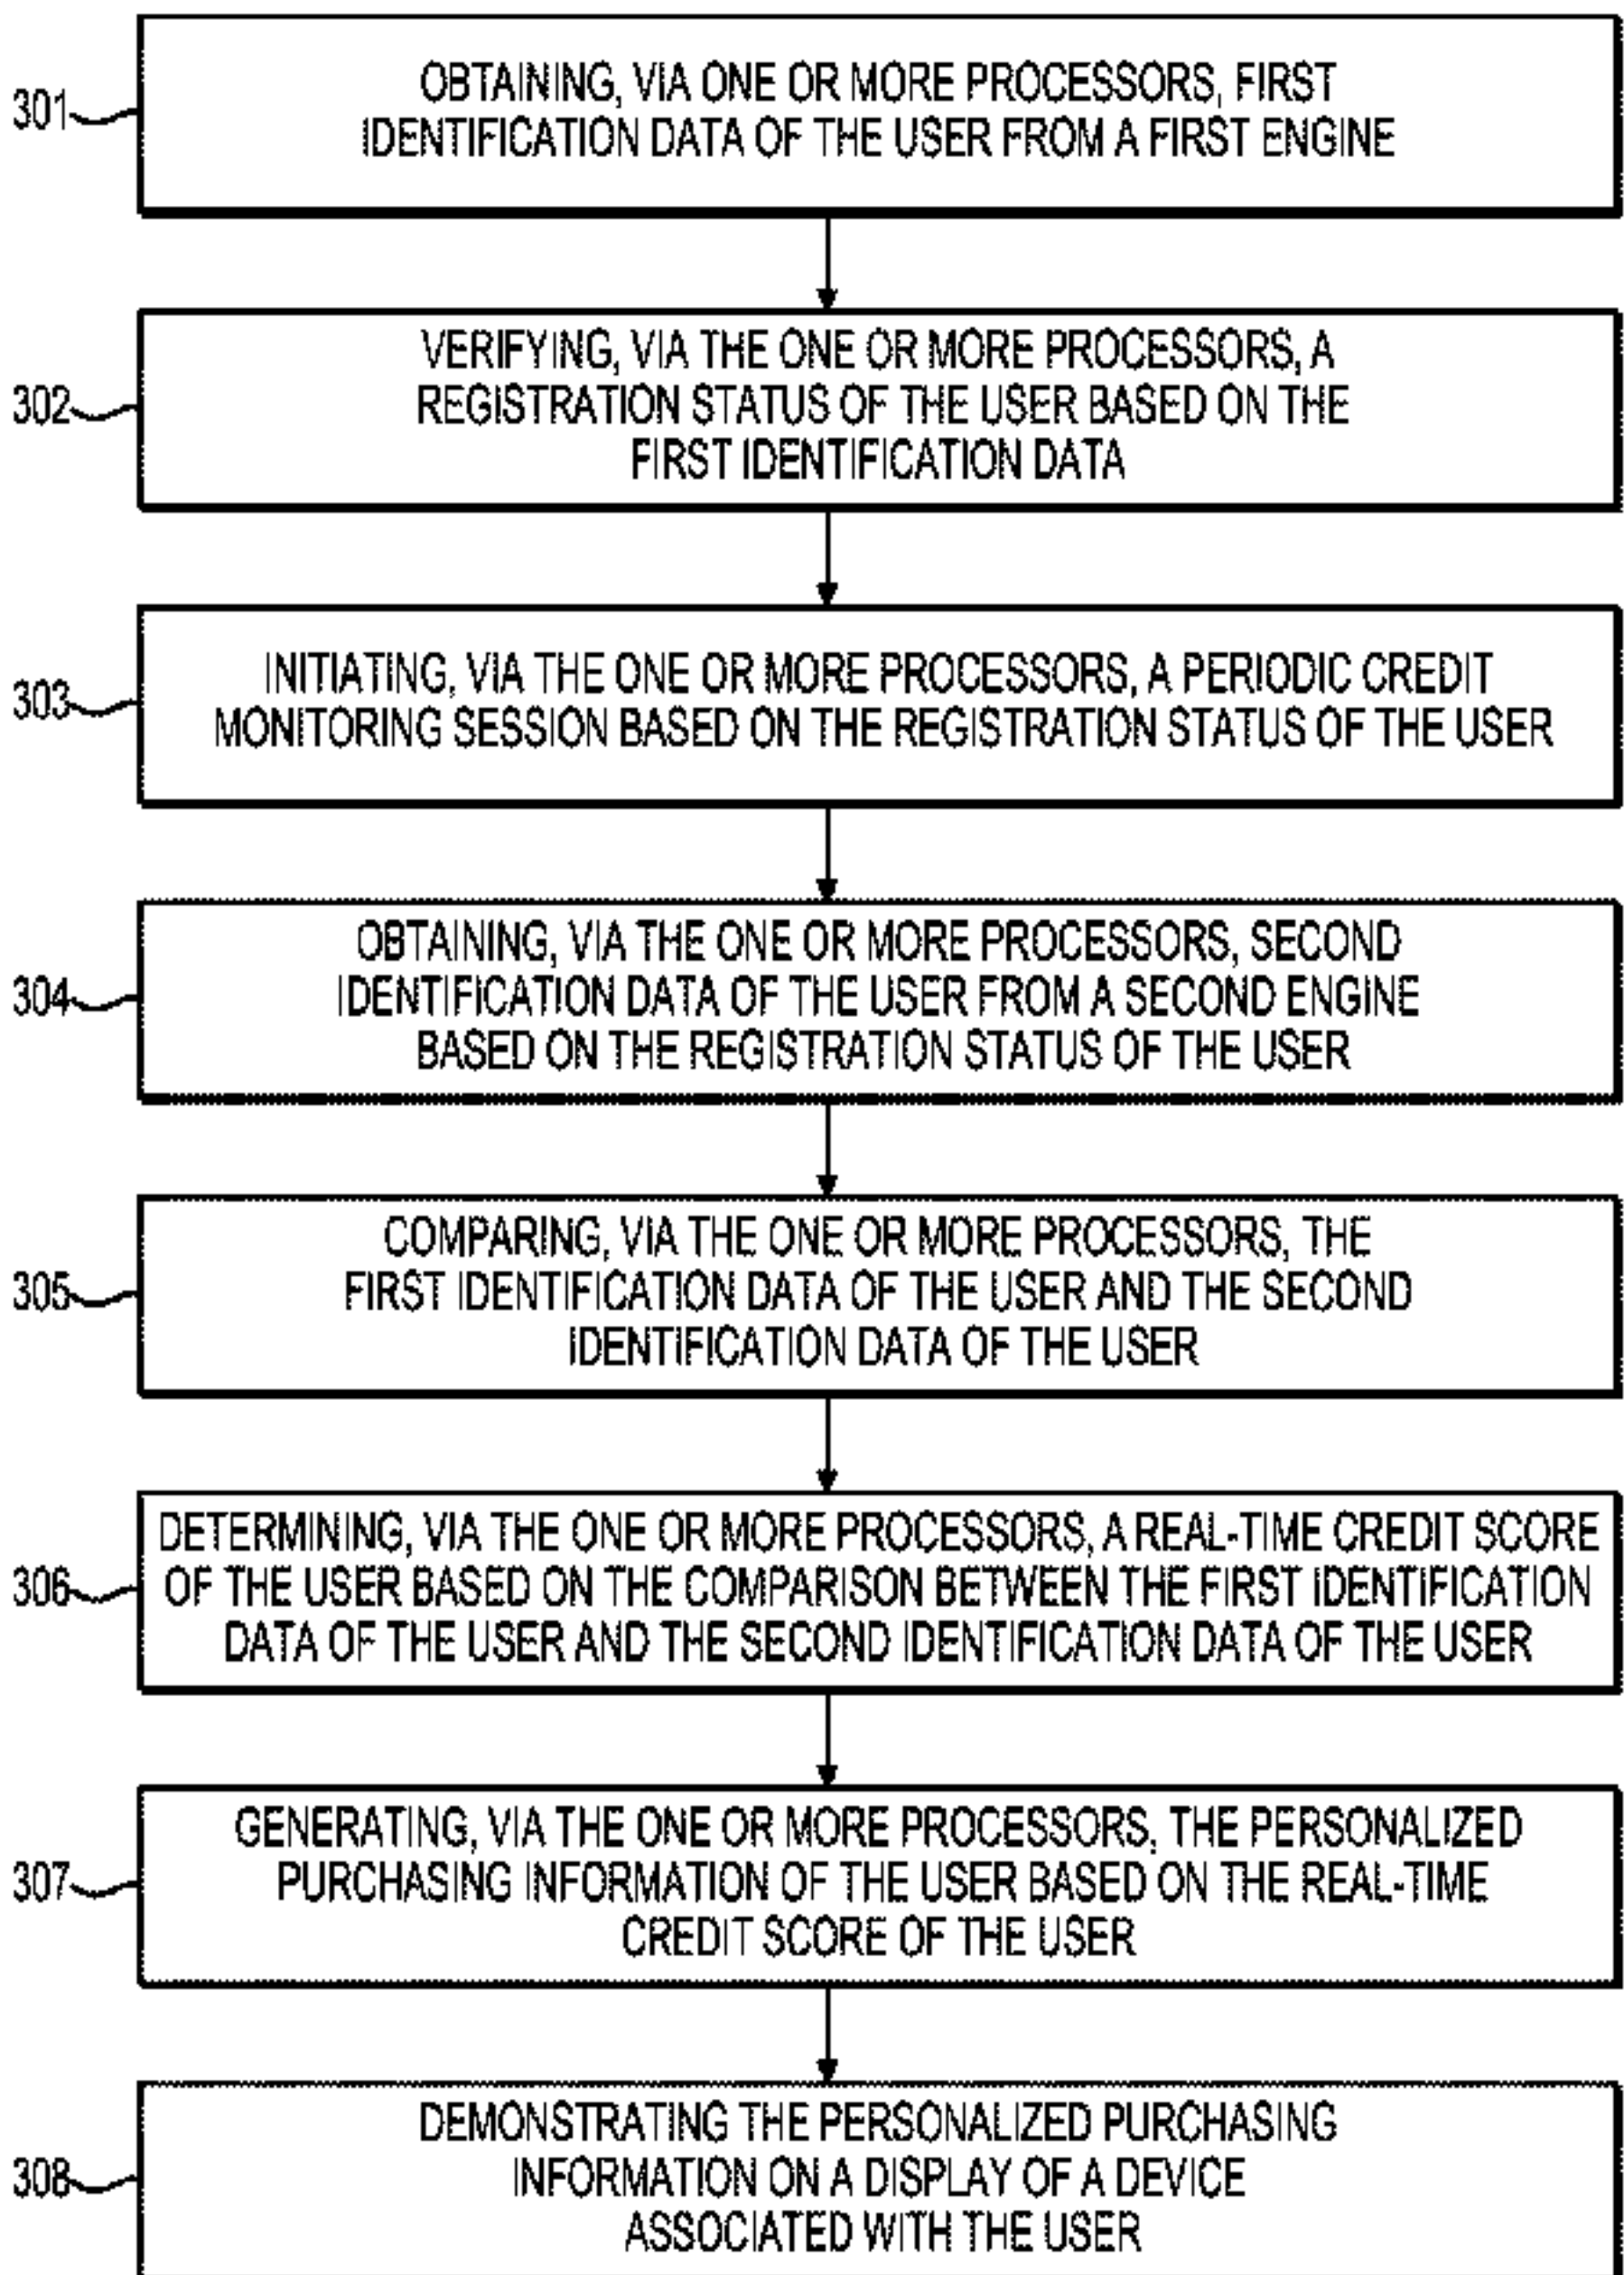 301
OBTAINING, VIA ONE OR MORE PROCESSORS, FIRST
IDENTIFICATION DATA OF THE USER FROM A FIRST ENGINE
302
VERIFYING, VIA THE ONE OR MORE PROCESSORS, A
REGISTRATION STATUS OF THE USER BASED ON THE
FIRST IDENTIFICATION DATA
303
INITIATING, VIA THE ONE OR MORE PROCESSORS, A PERIODIC CREDIT
MONITORING SESSION BASED ON THE REGISTRATION STATUS OF THE USER
304
OBTAINING, VIA THE ONE OR MORE PROCESSORS, SECOND
IDENTIFICATION DATA OF THE USER FROM A SECOND ENGINE
BASED ON THE REGISTRATION STATUS OF THE USER
305
COMPARING, VIA THE ONE OR MORE PROCESSORS, THE
FIRST IDENTIFICATION DATA OF THE USER AND THE SECOND
IDENTIFICATION DATA OF THE USER
306
DETERMINING, VIA THE ONE OR MORE PROCESSORS, A REAL-TIME CREDIT SCORE
OF THE USER BASED ON THE COMPARISON BETWEEN THE FIRST IDENTIFICATION
DATA OF THE USER AND THE SECOND IDENTIFICATION DATA OF THE USER
307
GENERATING, VIA THE ONE OR MORE PROCESSORS, THE PERSONALIZED
PURCHASING INFORMATION OF THE USER BASED ON THE REAL-TIME
CREDIT SCORE OF THE USER
308
DEMONSTRATING THE PERSONALIZED PURCHASING
INFORMATION ON A DISPLAY OF A DEVICE
ASSOCIATED WITH THE USER